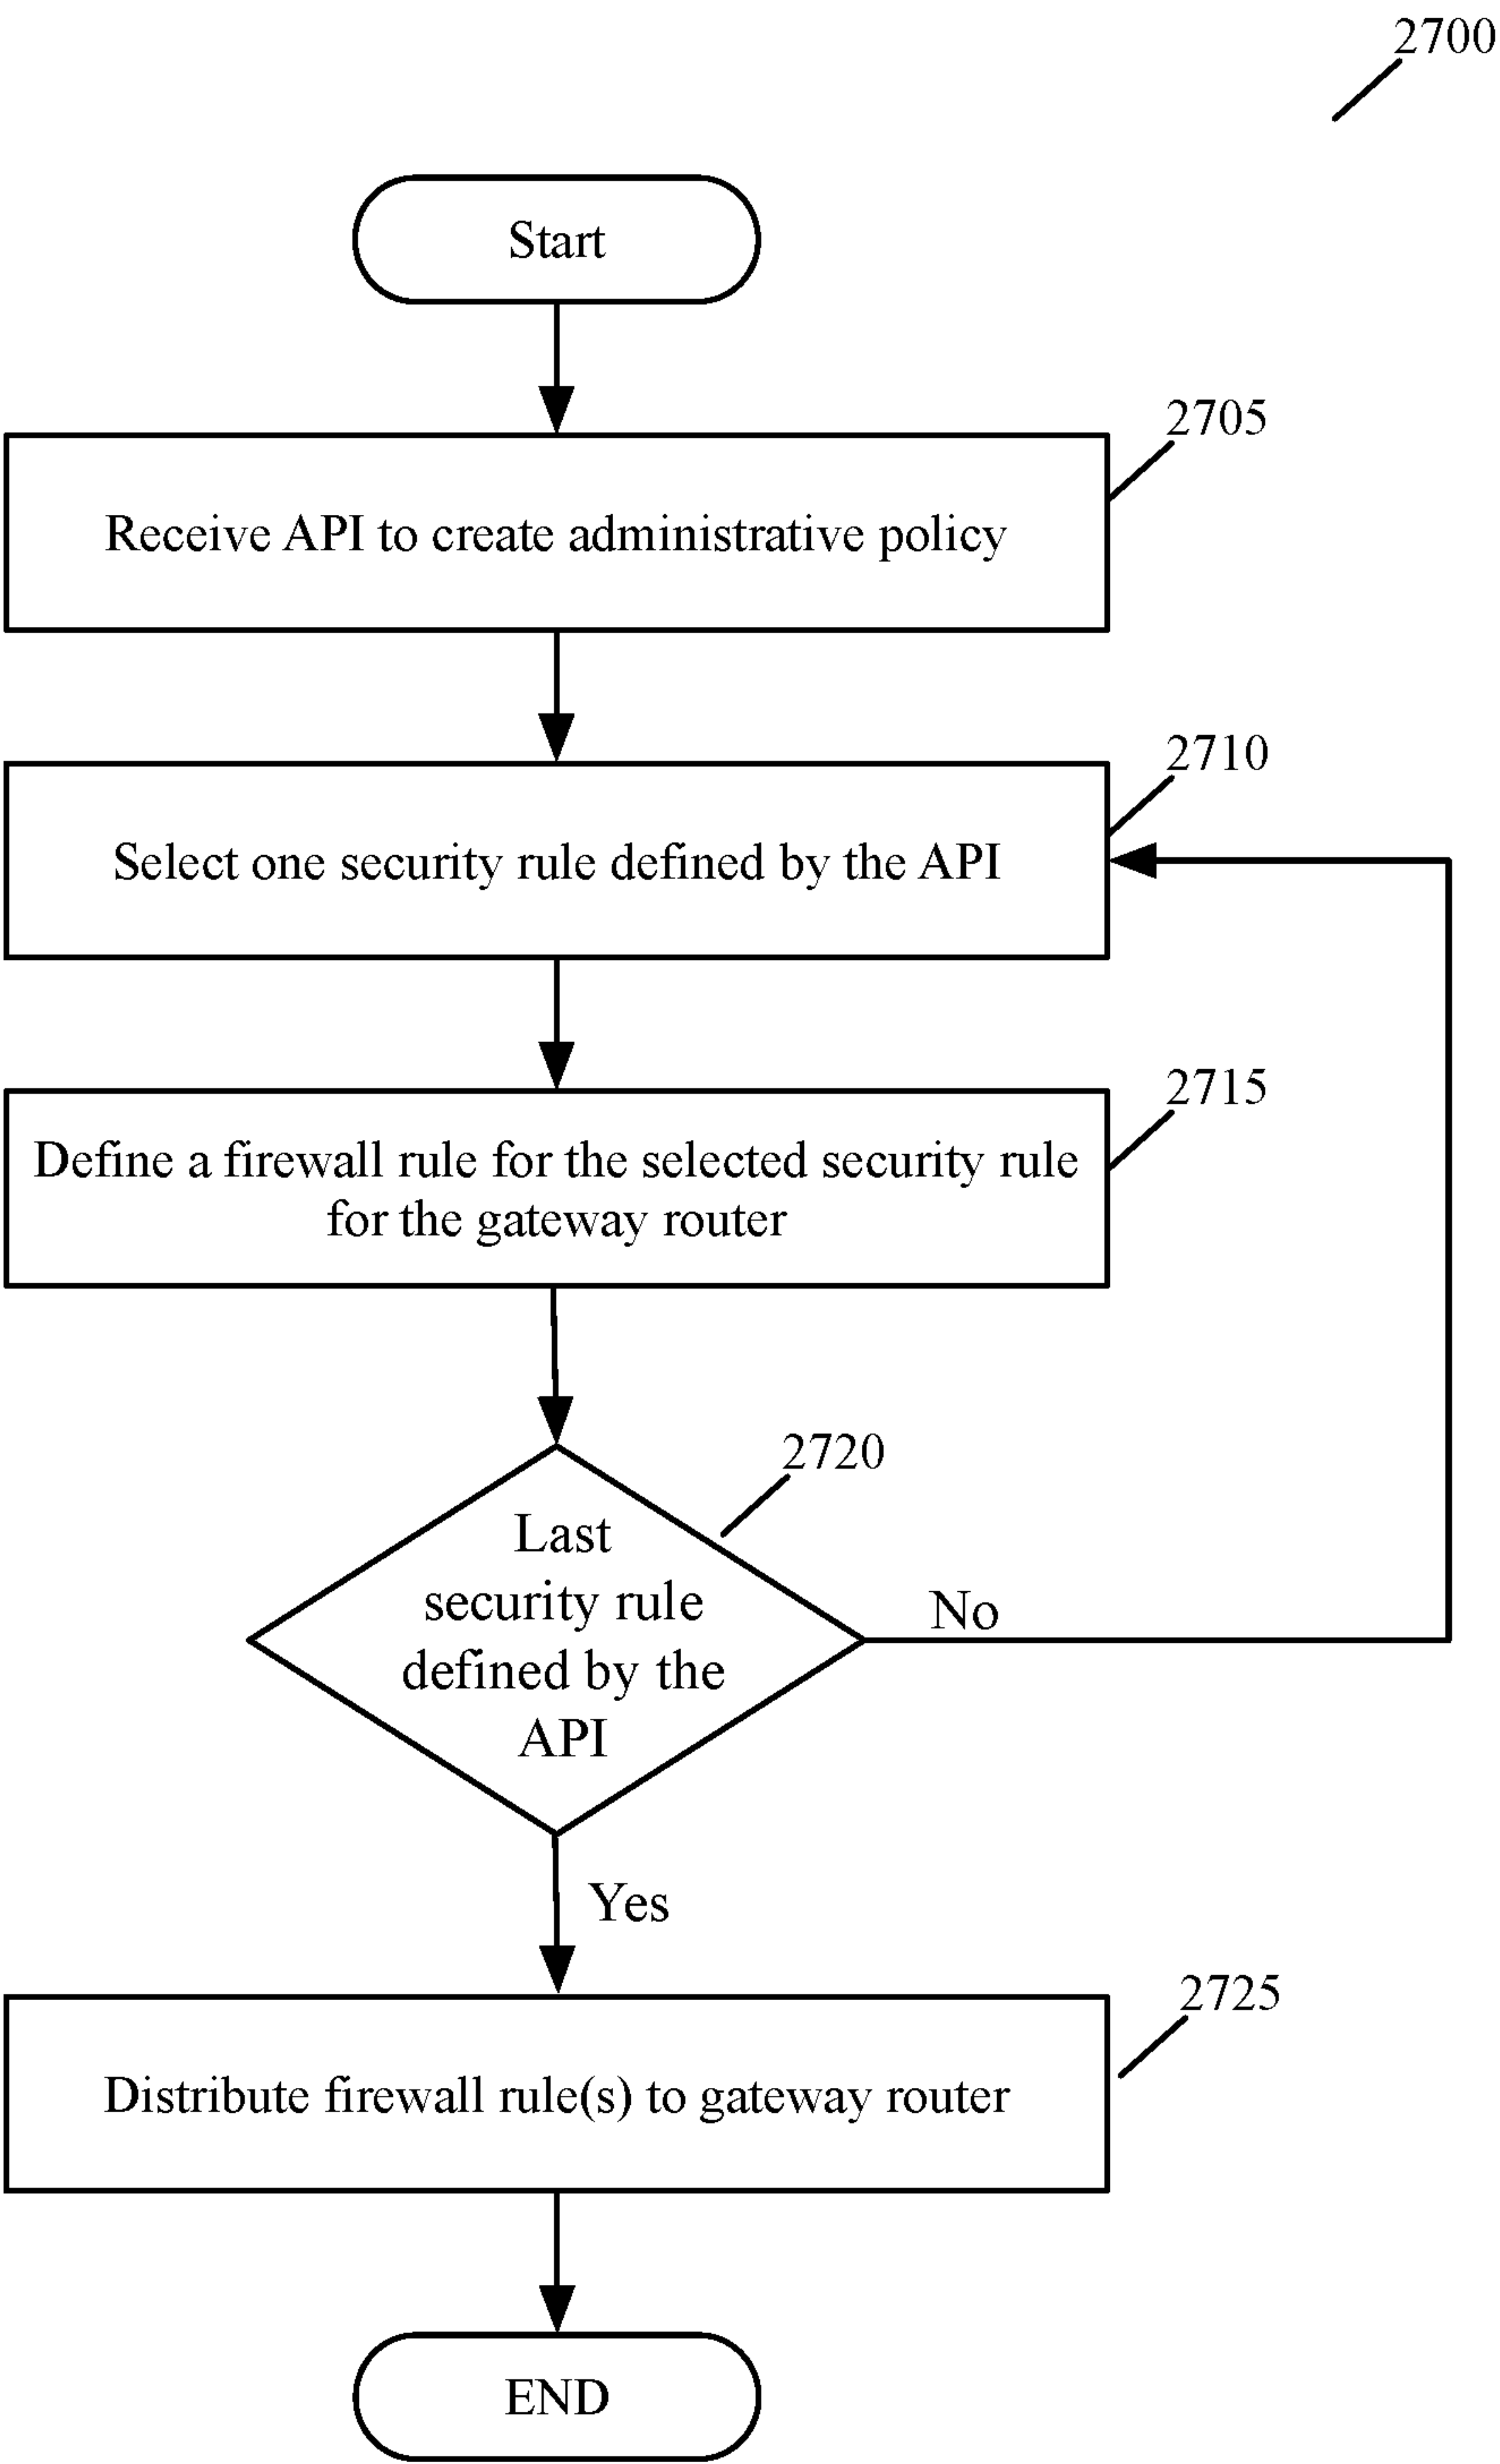 2700
Start
2705
Receive API to create administrative policy
2710
Select one security rule defined by the API
2715
Define a firewall rule for the selected security rule
for the gateway router
2720
Last
security rule
defined by the
API
No
Yes
2725
Distribute firewall rule(s) to gateway router
END